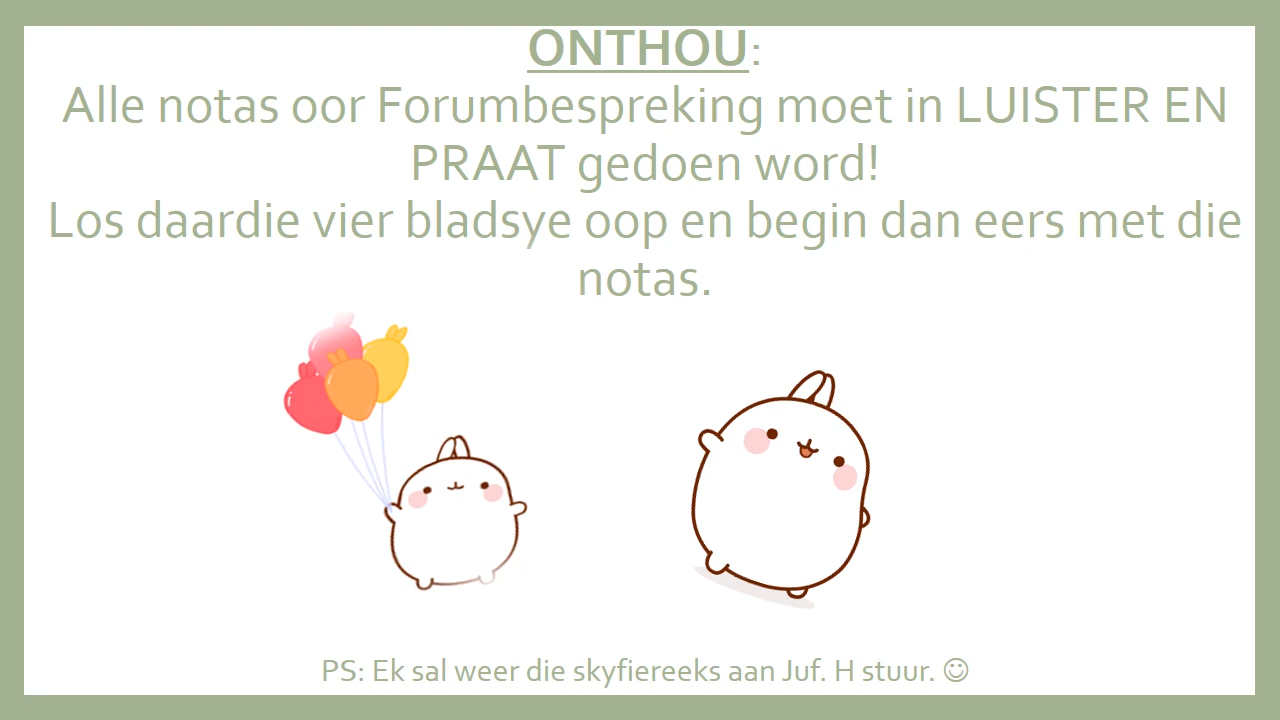 ONTHOU:
Alle notas oor Forumbespreking moet in LUISTER EN
PRAAT gedoen word!
Los daardie vier bladsye oop en begin dan eers met die
notas.
PS: Ek sal weer die skyfiereeks aan Juf. H stuur. ☺